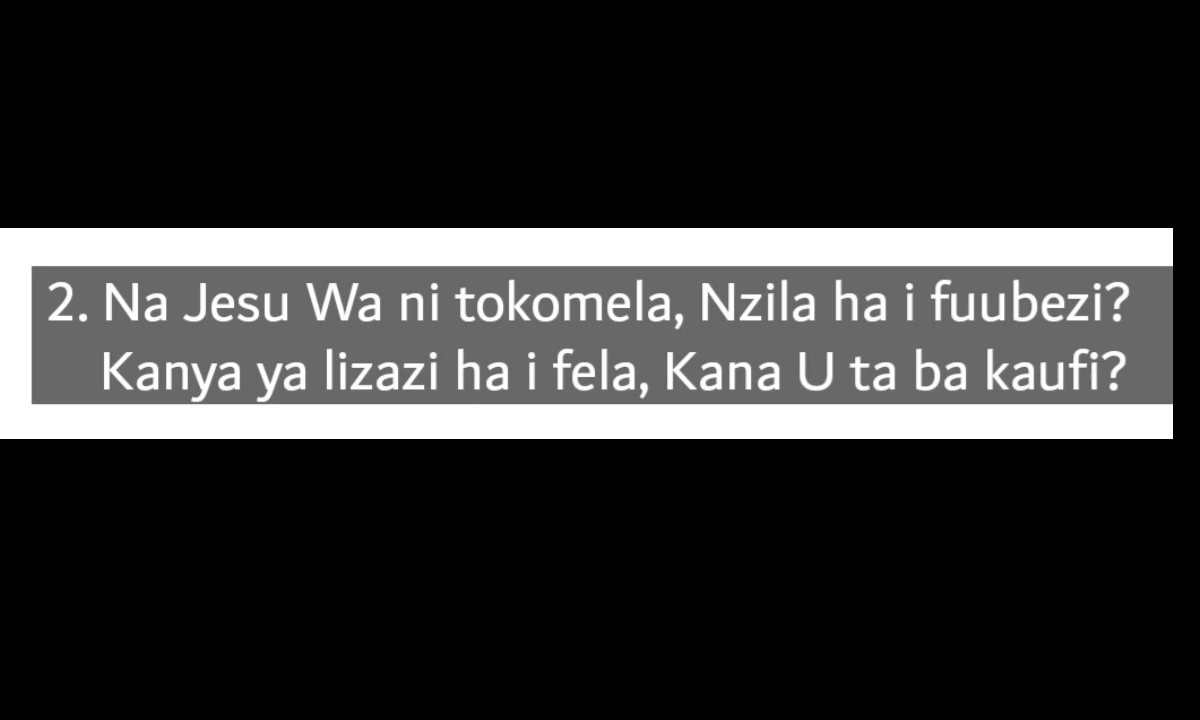 2. Na Jesu Wa ni tokomela, Nzila ha i fuubezi?
Kanya ya lizazi ha i fela, Kana U ta ba kaufi?